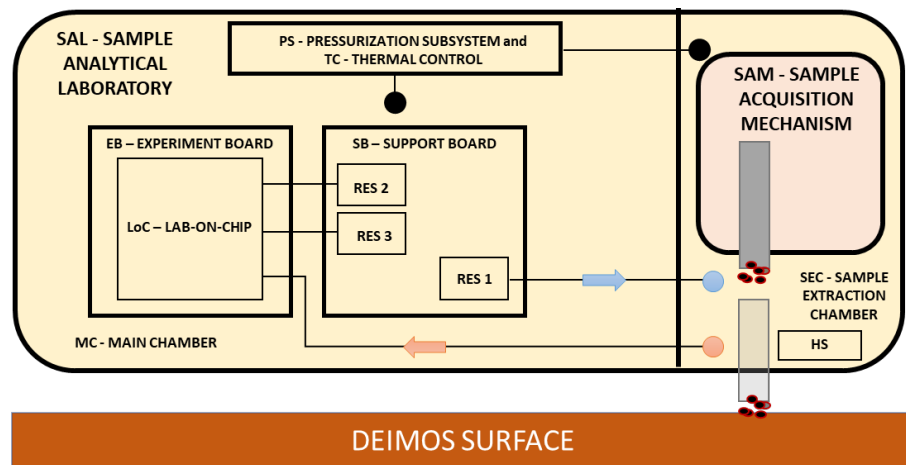 SAL - SAMPLE
ANALYTICAL
LABORATORY
PS - PRESSURIZATION SUBSYSTEM and
TC - THERMAL CONTROL
SAM – SAMPLE
ACQUISITION
MECHANISM
EB – EXPERIMENT BOARD
LoC – LAB-ON-CHIP
SB – SUPPORT BOARD
RES 2
RES 3
RES 1
SEC - SAMPLE
EXTRACTION
CHAMBER
HS
MC - MAIN CHAMBER
DEIMOS SURFACE